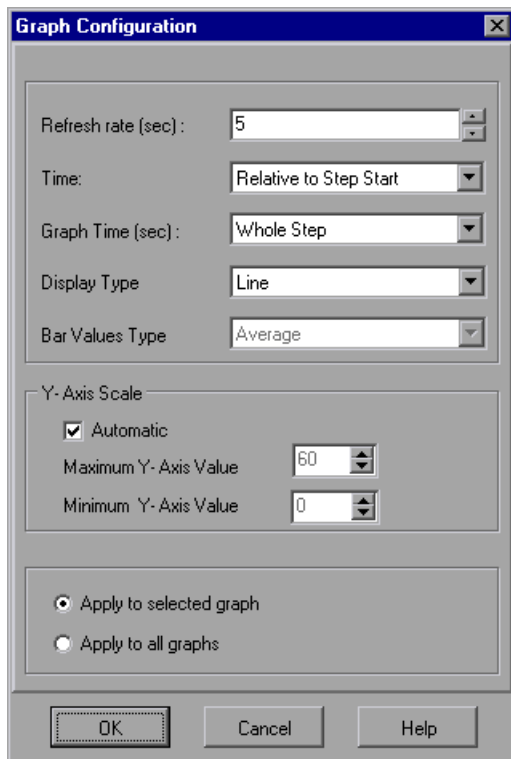 Graph Configuration
Refresh rate (sec) : 5
Time: Relative to Step Start
Graph Time (sec) : Whole Step
Display Type Line
Bar Values Type Average
Y- Axis Scale
Automatic
Maximum Y- Axis Value 60
Minimum Y- Axis Value 0
Apply to selected graph
Apply to all graphs
OK Cancel Help